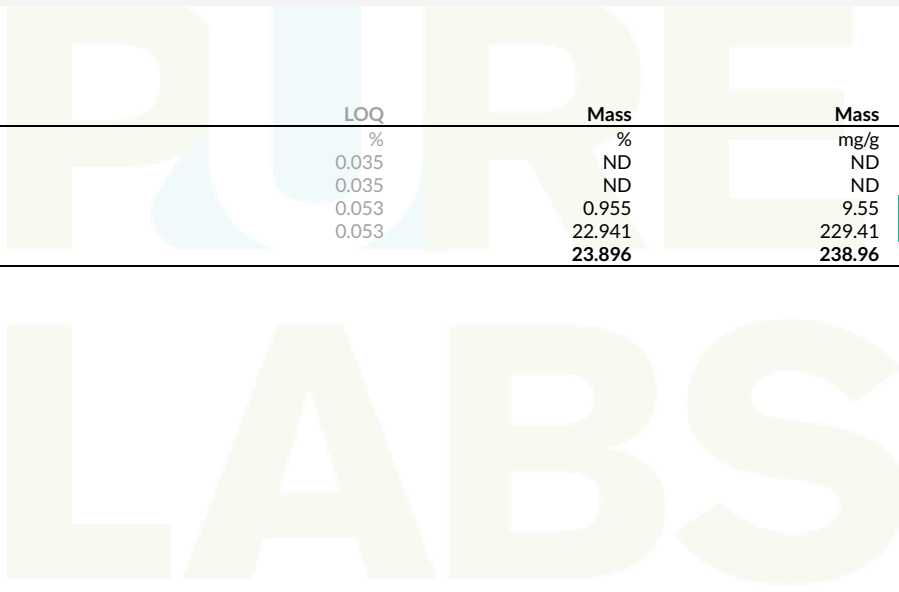 PURE
LOQ Mass Mass
% % mg/g
0.035 ND ND
0.035 ND ND
0.053 0.955 9.55
0.053 22.941 229.41
23.896 238.96
LABS